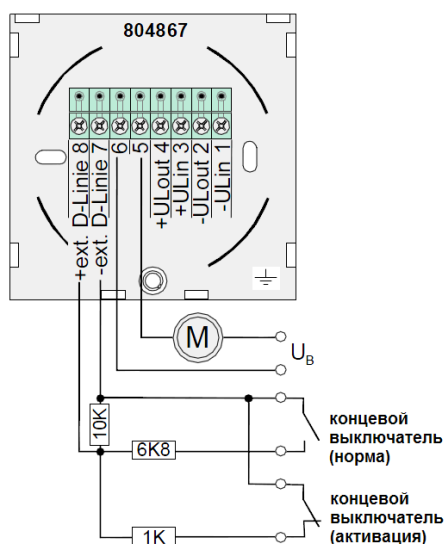 804867
+ext. D-Linie 8
-ext. D-Linie 7
6
5
+ULout 4
+ULin 3
-ULout 2
-ULin 1
M
UB
10K
6K8
концевой
выключатель
(норма)
1K
концевой
выключатель
(активация)